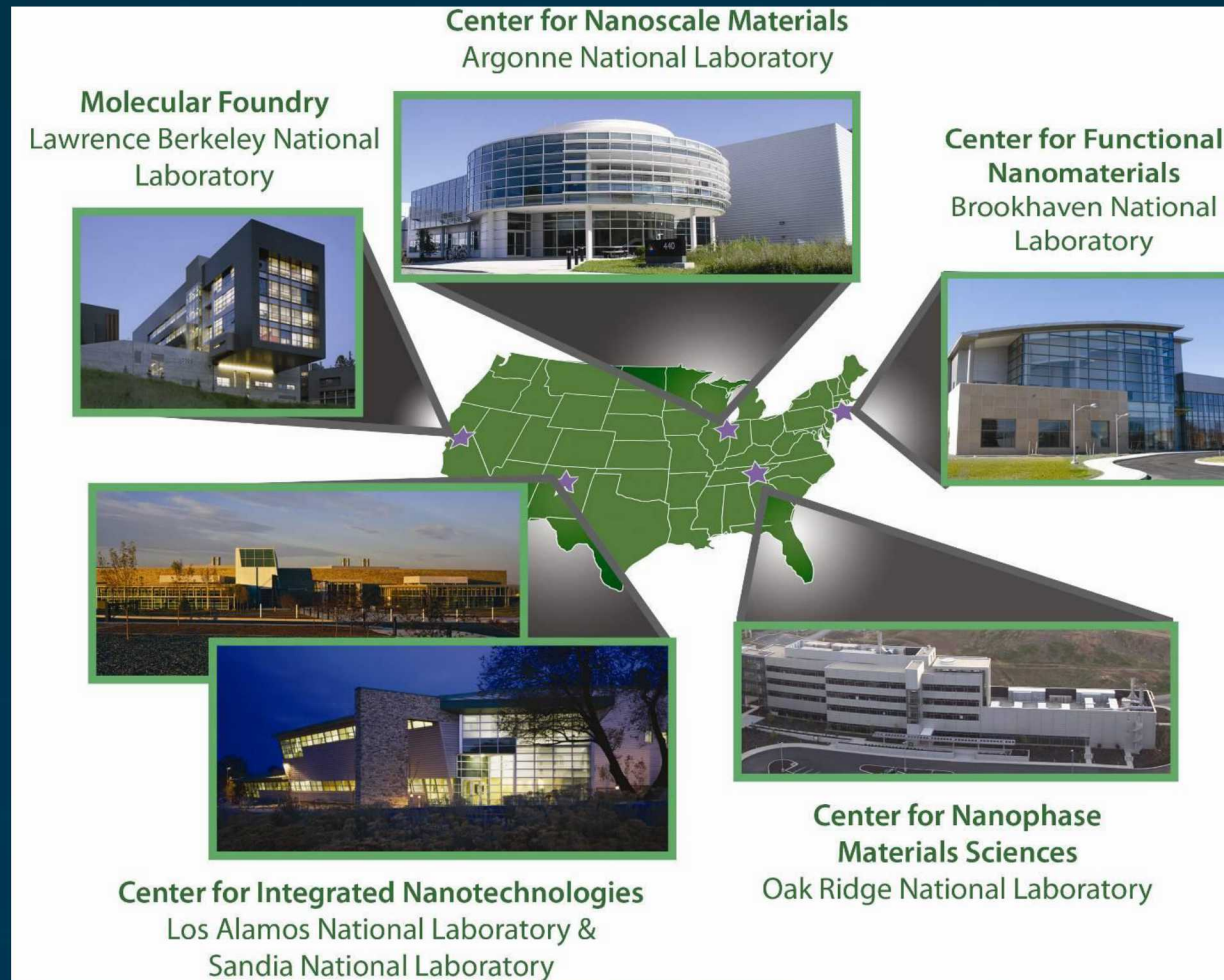 Center for Nanoscale Materials
Argonne National Laboratory
Molecular Foundry
Lawrence Berkeley National
Laboratory
Center for Functional
Nanomaterials
Brookhaven National
Laboratory
440
Center for Integrated Nanotechnologies
Los Alamos National Laboratory &
Sandia National Laboratory
Center for Nanophase
Materials Sciences
Oak Ridge National Laboratory